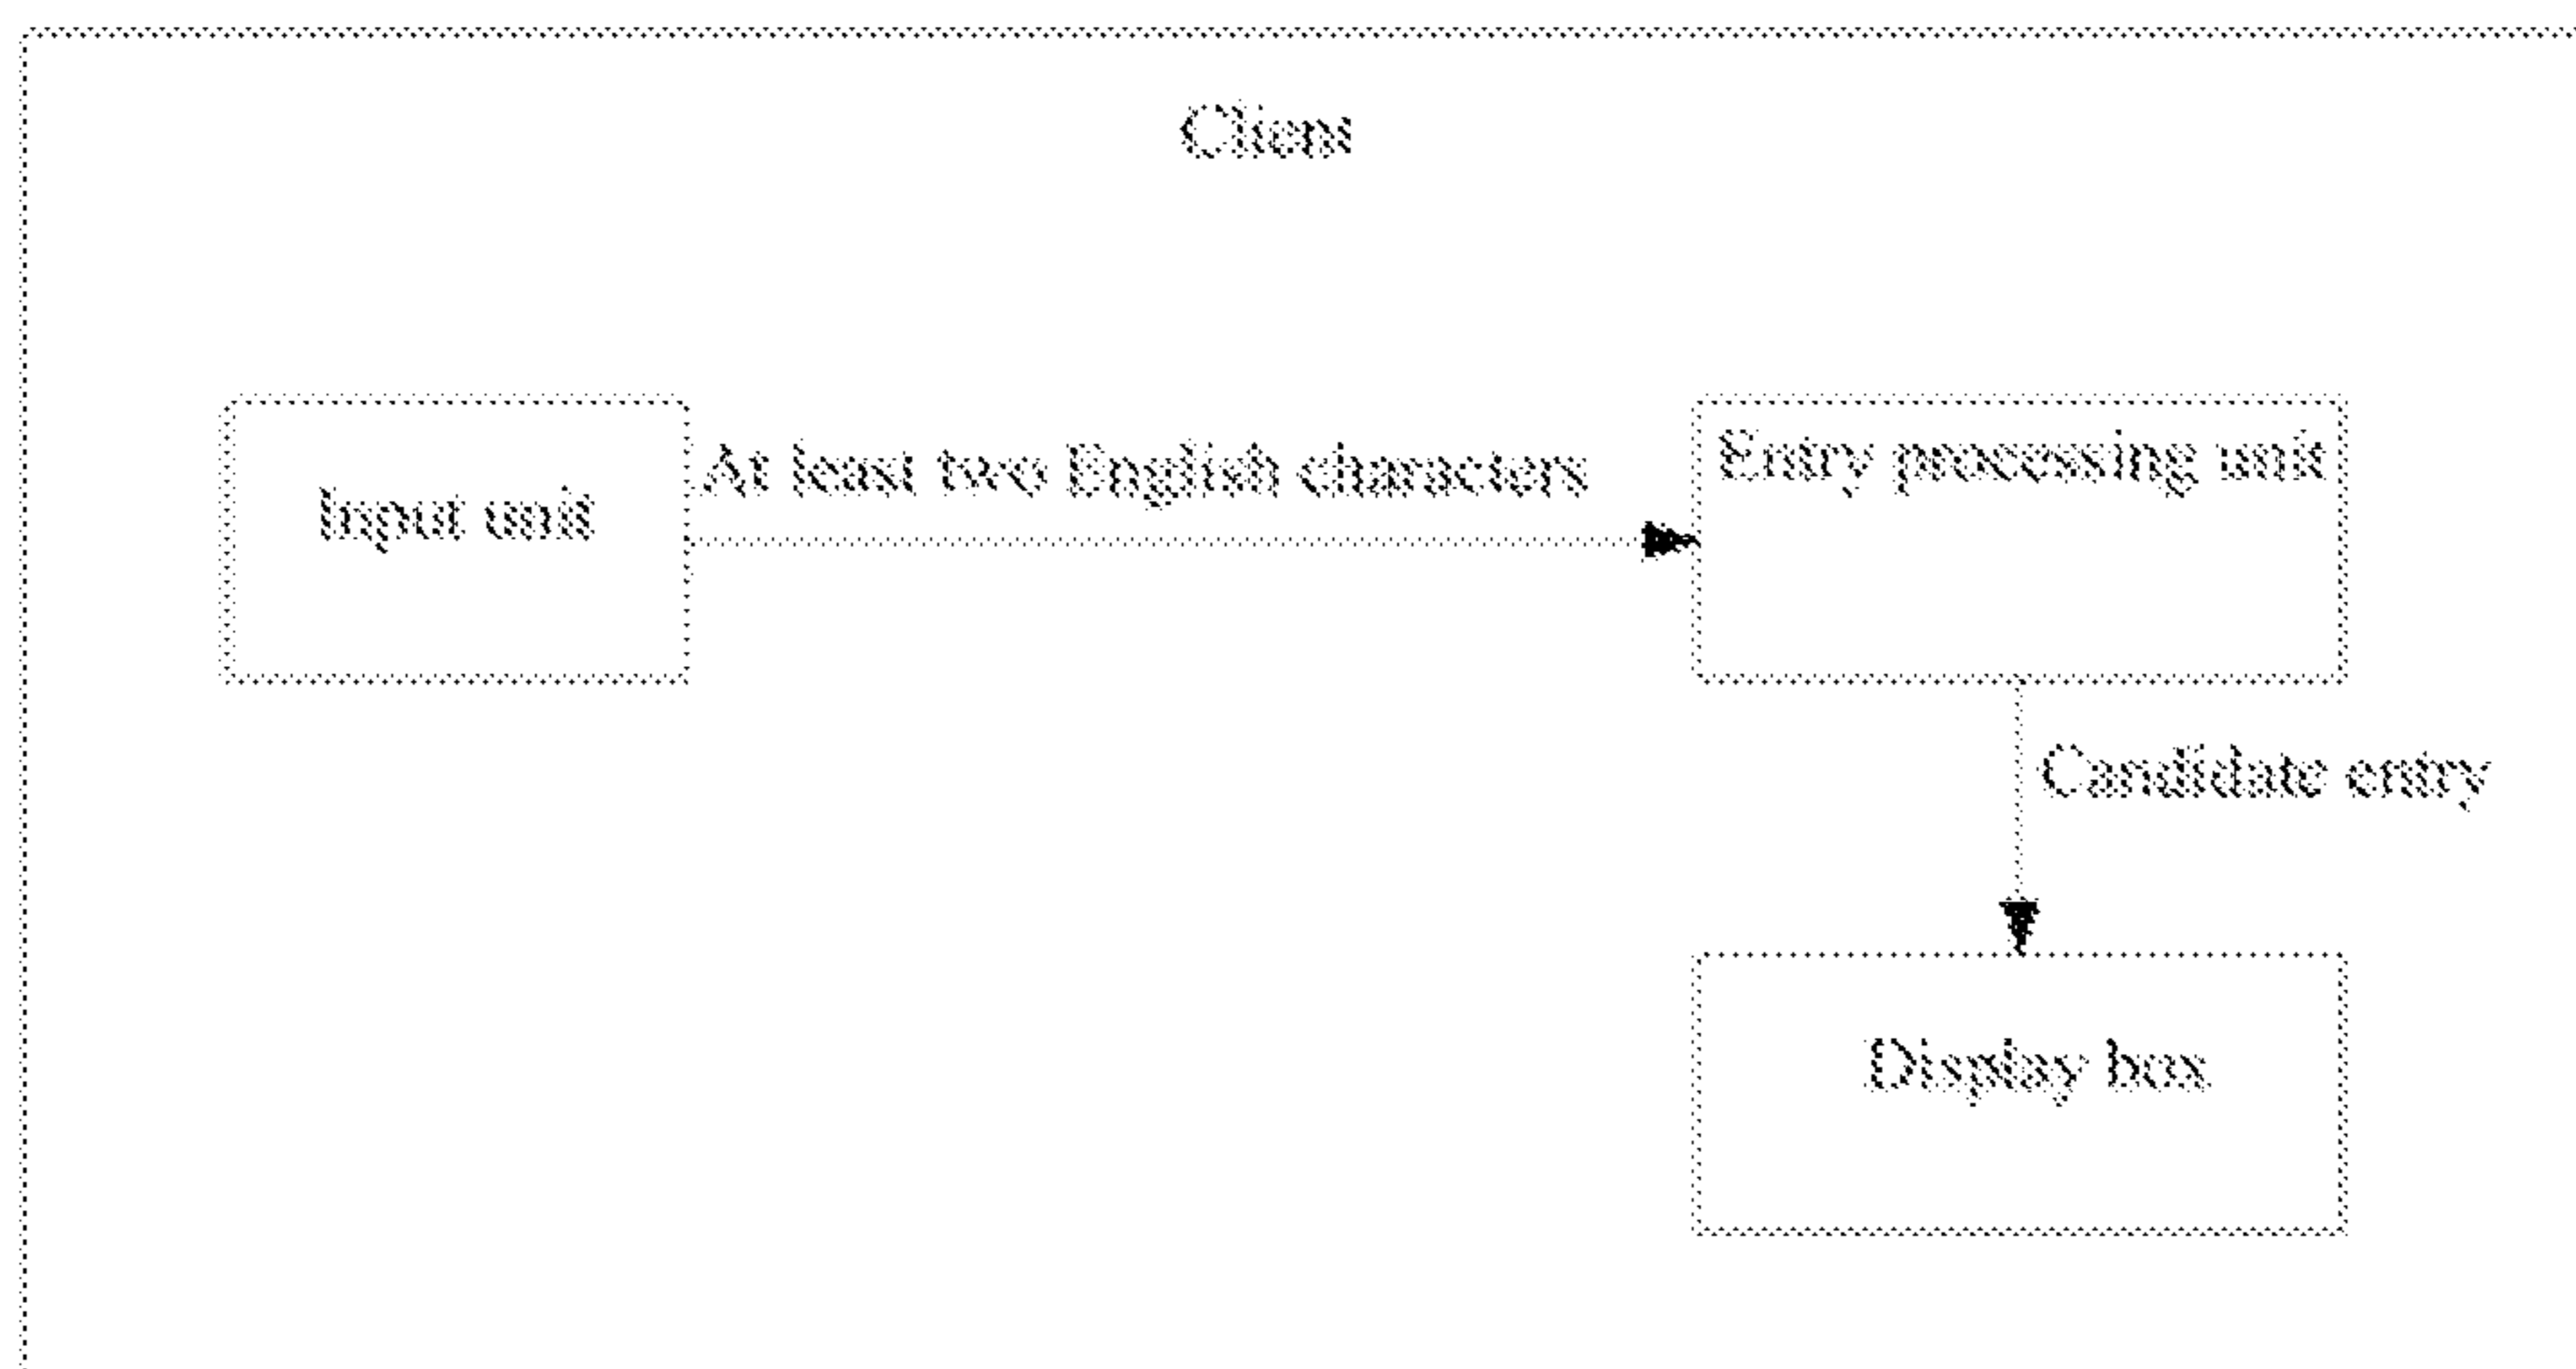 Client
Input unit
At least two English characters
Entry processing unit
Candidate entry
Display box